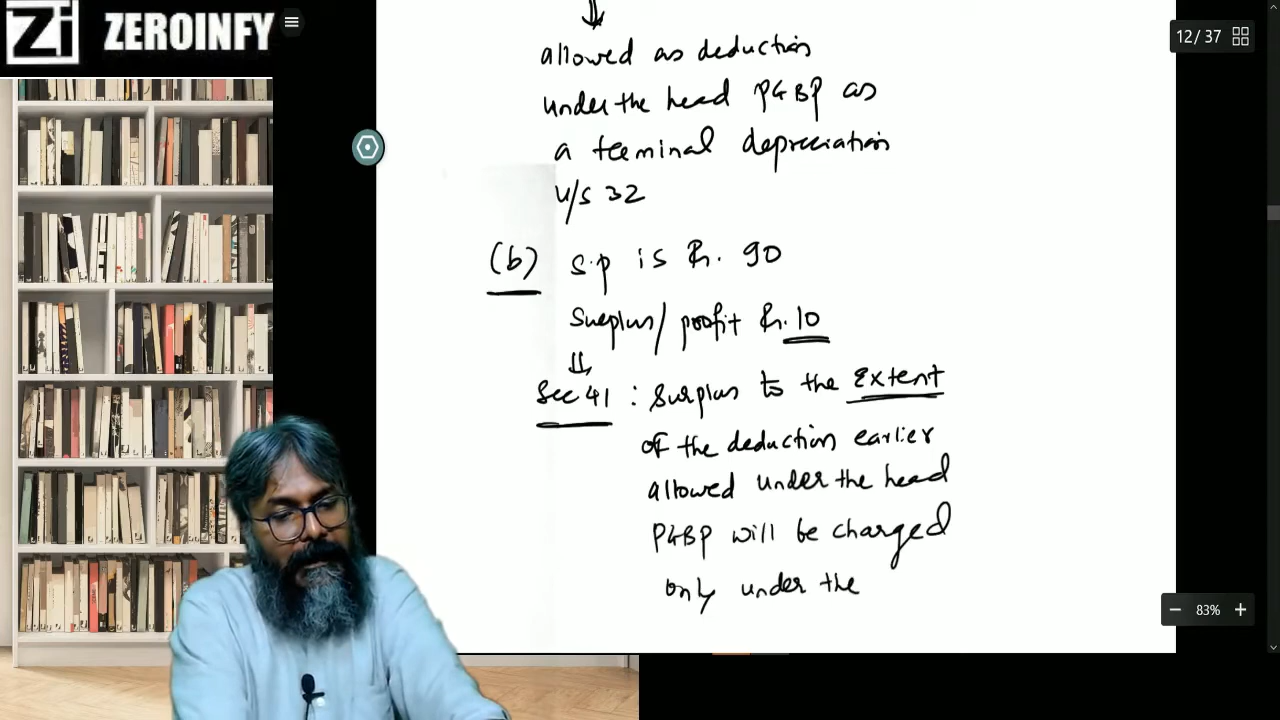 Zi ZEROINFY
12 / 37
allowed as deduction
under the head PGBP as
a terminal depreciation
u/s 32
(b) S.p is Rs. 90
Surplus/ profit Rs. 10
Sec 41 : Surplus to the Extent
of the deduction earlier
allowed under the head
PGBP will be charged
only under the
83%